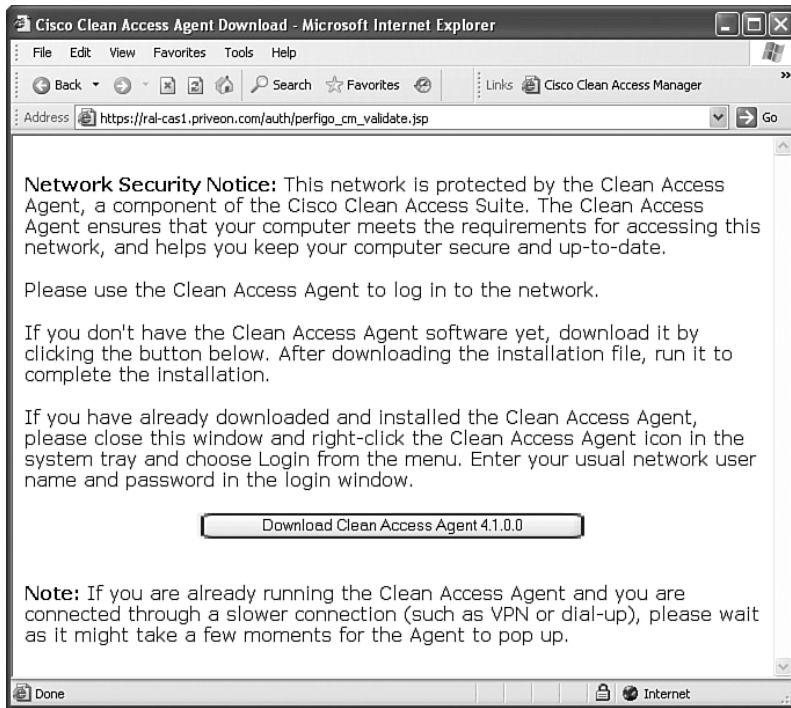 Cisco Clean Access Agent Download - Microsoft Internet Explorer
File Edit View Favorites Tools Help
Back Search Favorites Links Cisco Clean Access Manager »
Address https://ral-cas1.priveon.com/auth/perfigo_cm_validate.jsp Go
Network Security Notice: This network is protected by the Clean Access
Agent, a component of the Cisco Clean Access Suite. The Clean Access
Agent ensures that your computer meets the requirements for accessing this
network, and helps you keep your computer secure and up-to-date.
Please use the Clean Access Agent to log in to the network.
If you don't have the Clean Access Agent software yet, download it by
clicking the button below. After downloading the installation file, run it to
complete the installation.
If you have already downloaded and installed the Clean Access Agent,
please close this window and right-click the Clean Access Agent icon in the
system tray and choose Login from the menu. Enter your usual network user
name and password in the login window.
Download Clean Access Agent 4.1.0.0
Note: If you are already running the Clean Access Agent and you are
connected through a slower connection (such as VPN or dial-up), please wait
as it might take a few moments for the Agent to pop up.
Done Internet